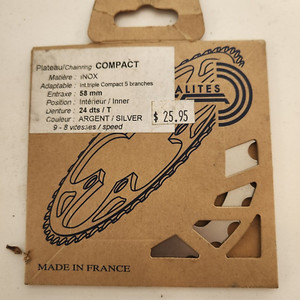 Plateau/Chainring COMPACT
Matière : INOX
Adaptable : Int.triple Compact 5 branches
Entraxe : 58 mm
Position : Intérieur / Inner
Denture : 24 dts / T
Couleur : ARGENT / SILVER
9 - 8 vitesses / speed
ALITES
$ 25.95
MADE IN FRANCE